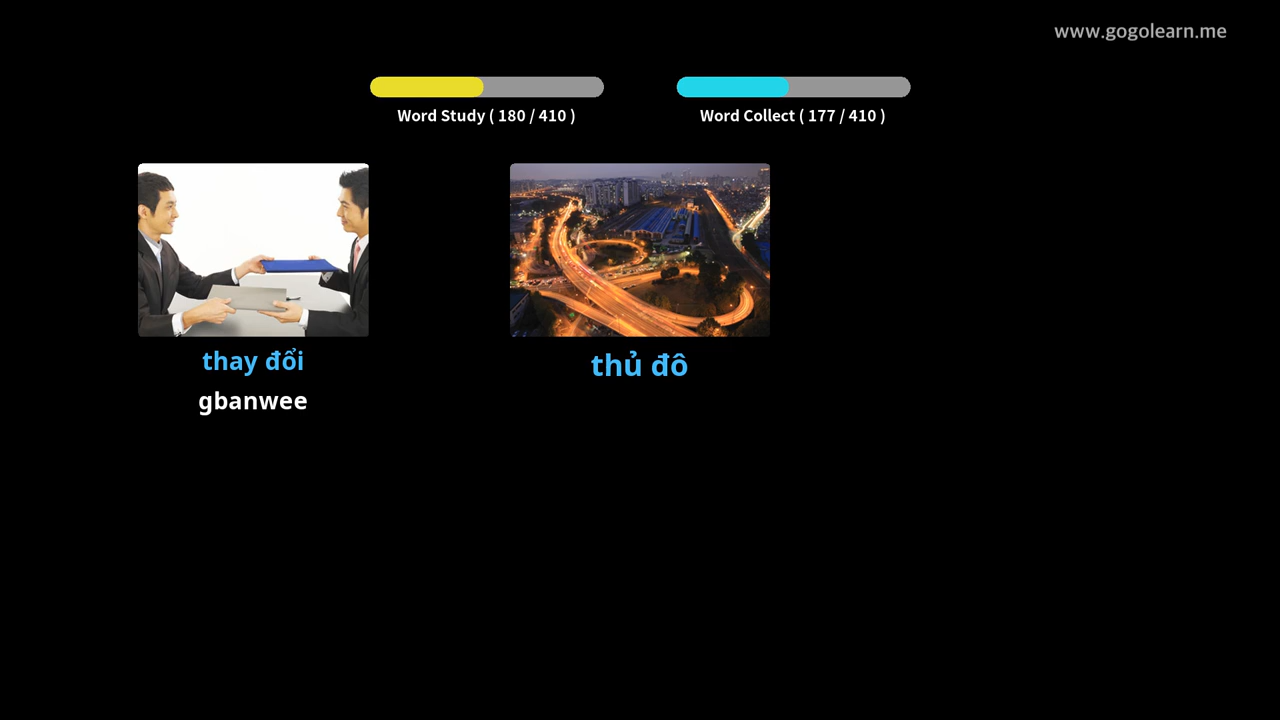 www.gogolearn.me
Word Study ( 180 / 410 )
Word Collect ( 177 / 410 )
thay đổi
gbanwee
thủ đô